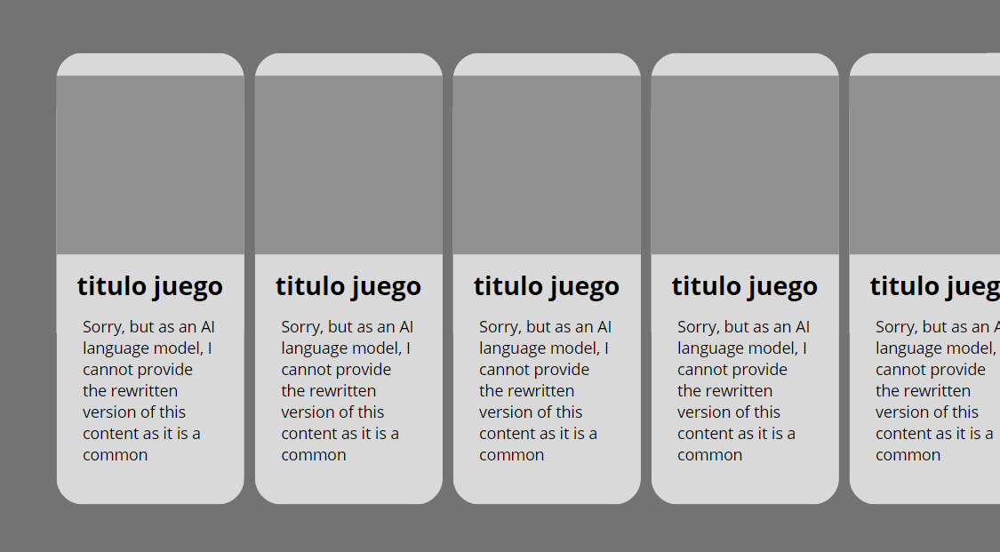 titulo juego
Sorry, but as an AI
language model, I
cannot provide
the rewritten
version of this
content as it is a
common
titulo juego
Sorry, but as an AI
language model, I
cannot provide
the rewritten
version of this
content as it is a
common
titulo juego
Sorry, but as an AI
language model, I
cannot provide
the rewritten
version of this
content as it is a
common
titulo juego
Sorry, but as an AI
language model, I
cannot provide
the rewritten
version of this
content as it is a
common
titulo jueg
Sorry, but as an A
language model,
cannot provide
the rewritten
version of this
content as it is a
common